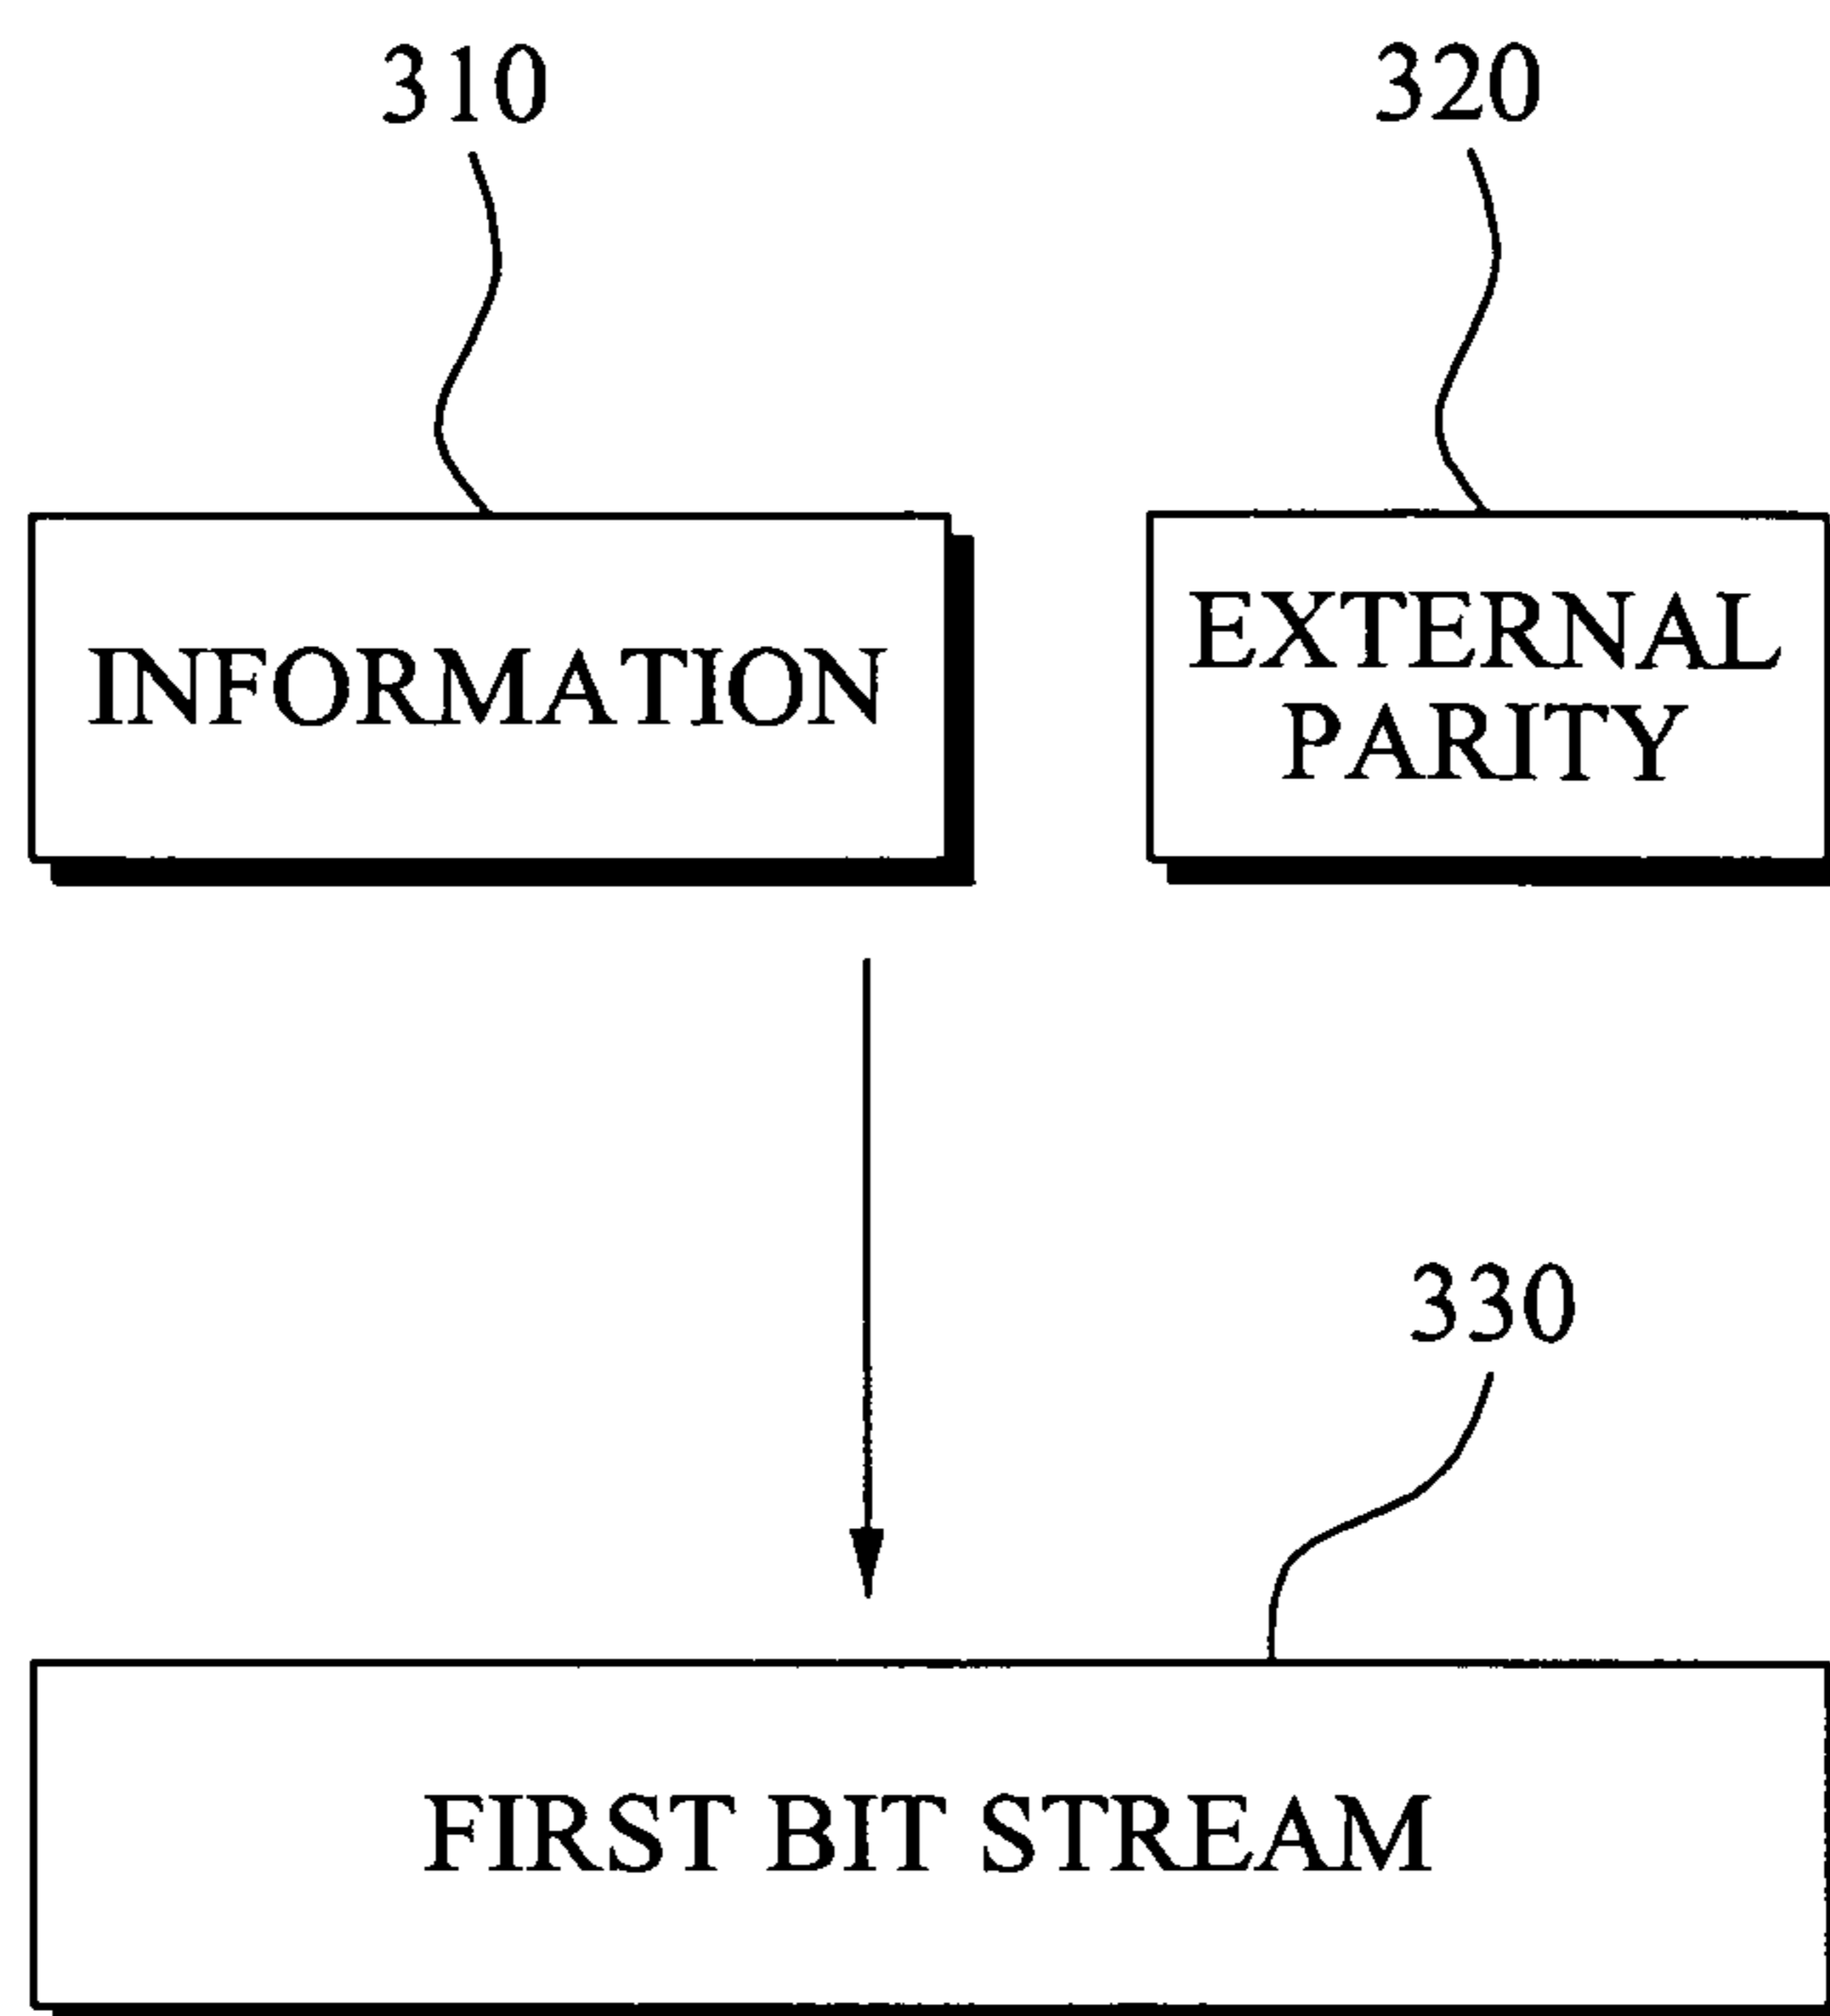 310
320
INFORMATION
EXTERNAL
PARITY
330
FIRST BIT STREAM